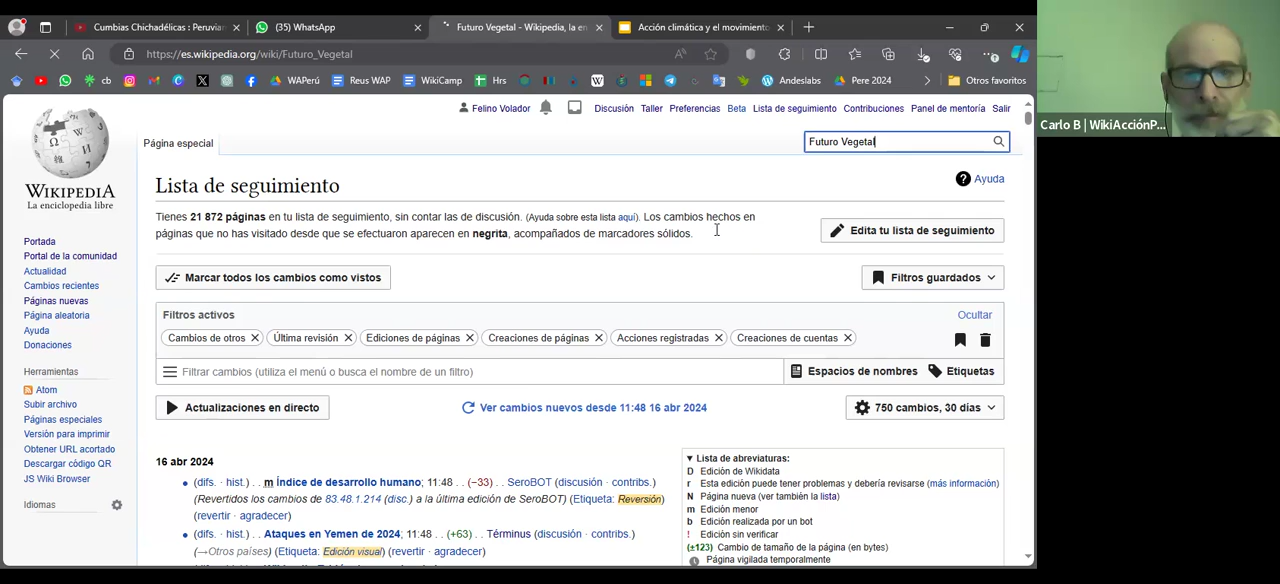 Cumbias Chichadélicas : Peruvian
(35) WhatsApp
Futuro Vegetal - Wikipedia, la en
Acción climática y el movimiento
https://es.wikipedia.org/wiki/Futuro_Vegetal
cb
WAPerú
Reus WAP
WikiCamp
Hrs
Andeslabs
Pere 2024
Otros favoritos
Carlo B | WikiAcciónP...
WIKIPEDIA
La enciclopedia libre
Felino Volador
Discusión
Taller
Preferencias
Beta
Lista de seguimiento
Contribuciones
Panel de mentoría
Salir
Página especial
Futuro Vegetal
Lista de seguimiento
Ayuda
Tienes 21 872 páginas en tu lista de seguimiento, sin contar las de discusión. (Ayuda sobre esta lista aquí). Los cambios hechos en
páginas que no has visitado desde que se efectuaron aparecen en negrita, acompañados de marcadores sólidos.
Edita tu lista de seguimiento
Marcar todos los cambios como vistos
Filtros guardados
Filtros activos
Ocultar
Cambios de otros
Última revisión
Ediciones de páginas
Creaciones de páginas
Acciones registradas
Creaciones de cuentas
Filtrar cambios (utiliza el menú o busca el nombre de un filtro)
Espacios de nombres
Etiquetas
Actualizaciones en directo
Ver cambios nuevos desde 11:48 16 abr 2024
750 cambios, 30 días
Portada
Portal de la comunidad
Actualidad
Cambios recientes
Páginas nuevas
Página aleatoria
Ayuda
Donaciones
Herramientas
Atom
Subir archivo
Páginas especiales
Versión para imprimir
Obtener URL acortado
Descargar código QR
JS Wiki Browser
Idiomas
16 abr 2024
(difs. · hist.) . . m Índice de desarrollo humano; 11:48 . . (−33) . . SeroBOT (discusión · contribs.)
(Revertidos los cambios de 83.48.1.214 (disc.) a la última edición de SeroBOT) (Etiqueta: Reversión)
(revertir · agradecer)
(difs. · hist.) . . Ataques en Yemen de 2024; 11:48 . . (+63) . . Términus (discusión · contribs.)
(→Otros países) (Etiqueta: Edición visual) (revertir · agradecer)
Lista de abreviaturas:
D Edición de Wikidata
r Esta edición puede tener problemas y debería revisarse (más información)
N Página nueva (ver también la lista)
m Edición menor
b Edición realizada por un bot
! Edición sin verificar
(±123) Cambio de tamaño de la página (en bytes)
Página vigilada temporalmente